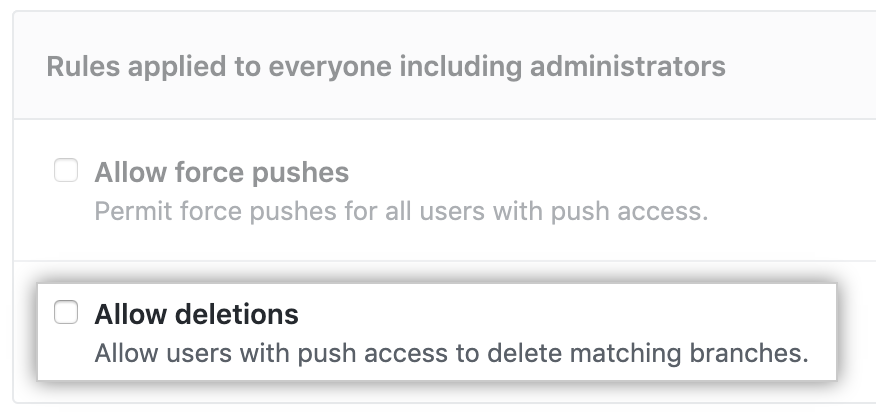 Rules applied to everyone including administrators
Allow force pushes
Permit force pushes for all users with push access.
Allow deletions
Allow users with push access to delete matching branches.